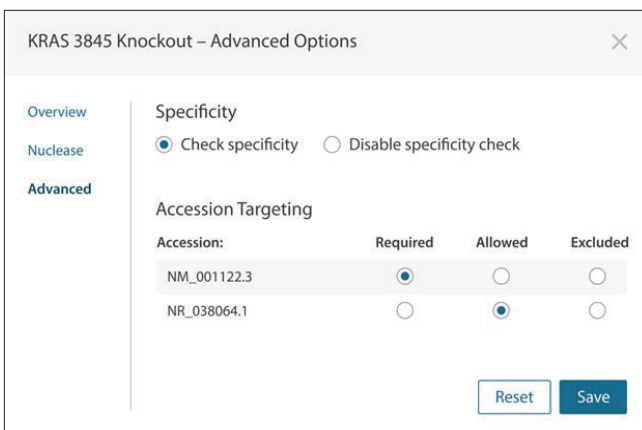 KRAS 3845 Knockout – Advanced Options
Overview
Nuclease
Advanced
Specificity
Check specificity Disable specificity check
Accession Targeting
Accession: Required Allowed Excluded
NM_001122.3
NR_038064.1
Reset Save